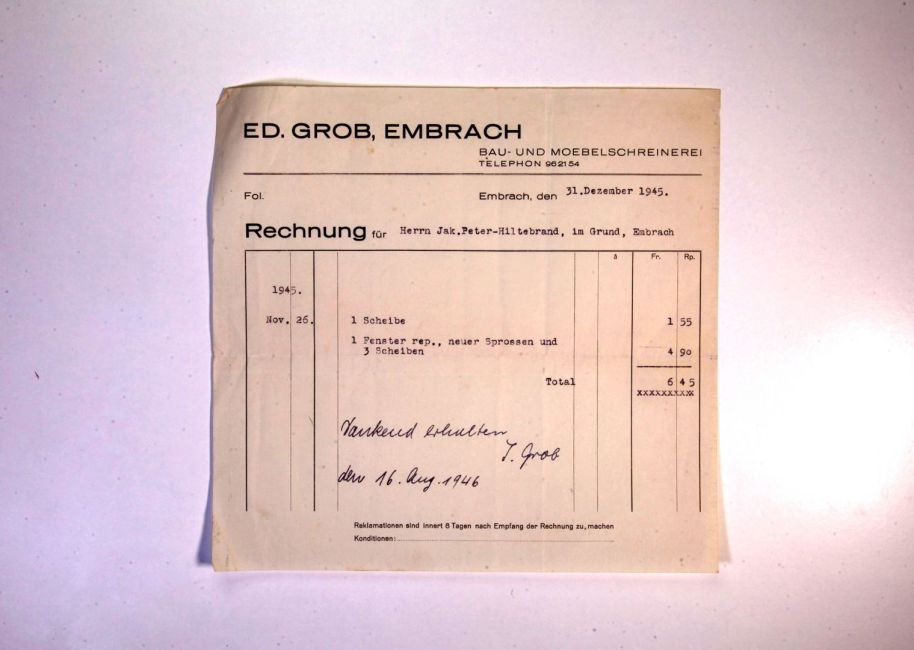 ED. GROB, EMBRACH
BAU- UND MOEBELSCHREINEREI
TELEPHON 962154
Fol.
Embrach, den 31.Dezember 1945.
Rechnung für Herrn Jak.Peter-Hiltebrand, im Grund, Embrach
à Fr. Rp.
1945.
Nov. 26. 1 Scheibe 1 55
1 Fenster rep., neuer Sprossen und
3 Scheiben 4 90
Total 6 45
xxxxxxxxx
Dankend erhalten
J. Grob
den 16. Aug. 1946
Reklamationen sind innert 8 Tagen nach Empfang der Rechnung zu machen
Konditionen: